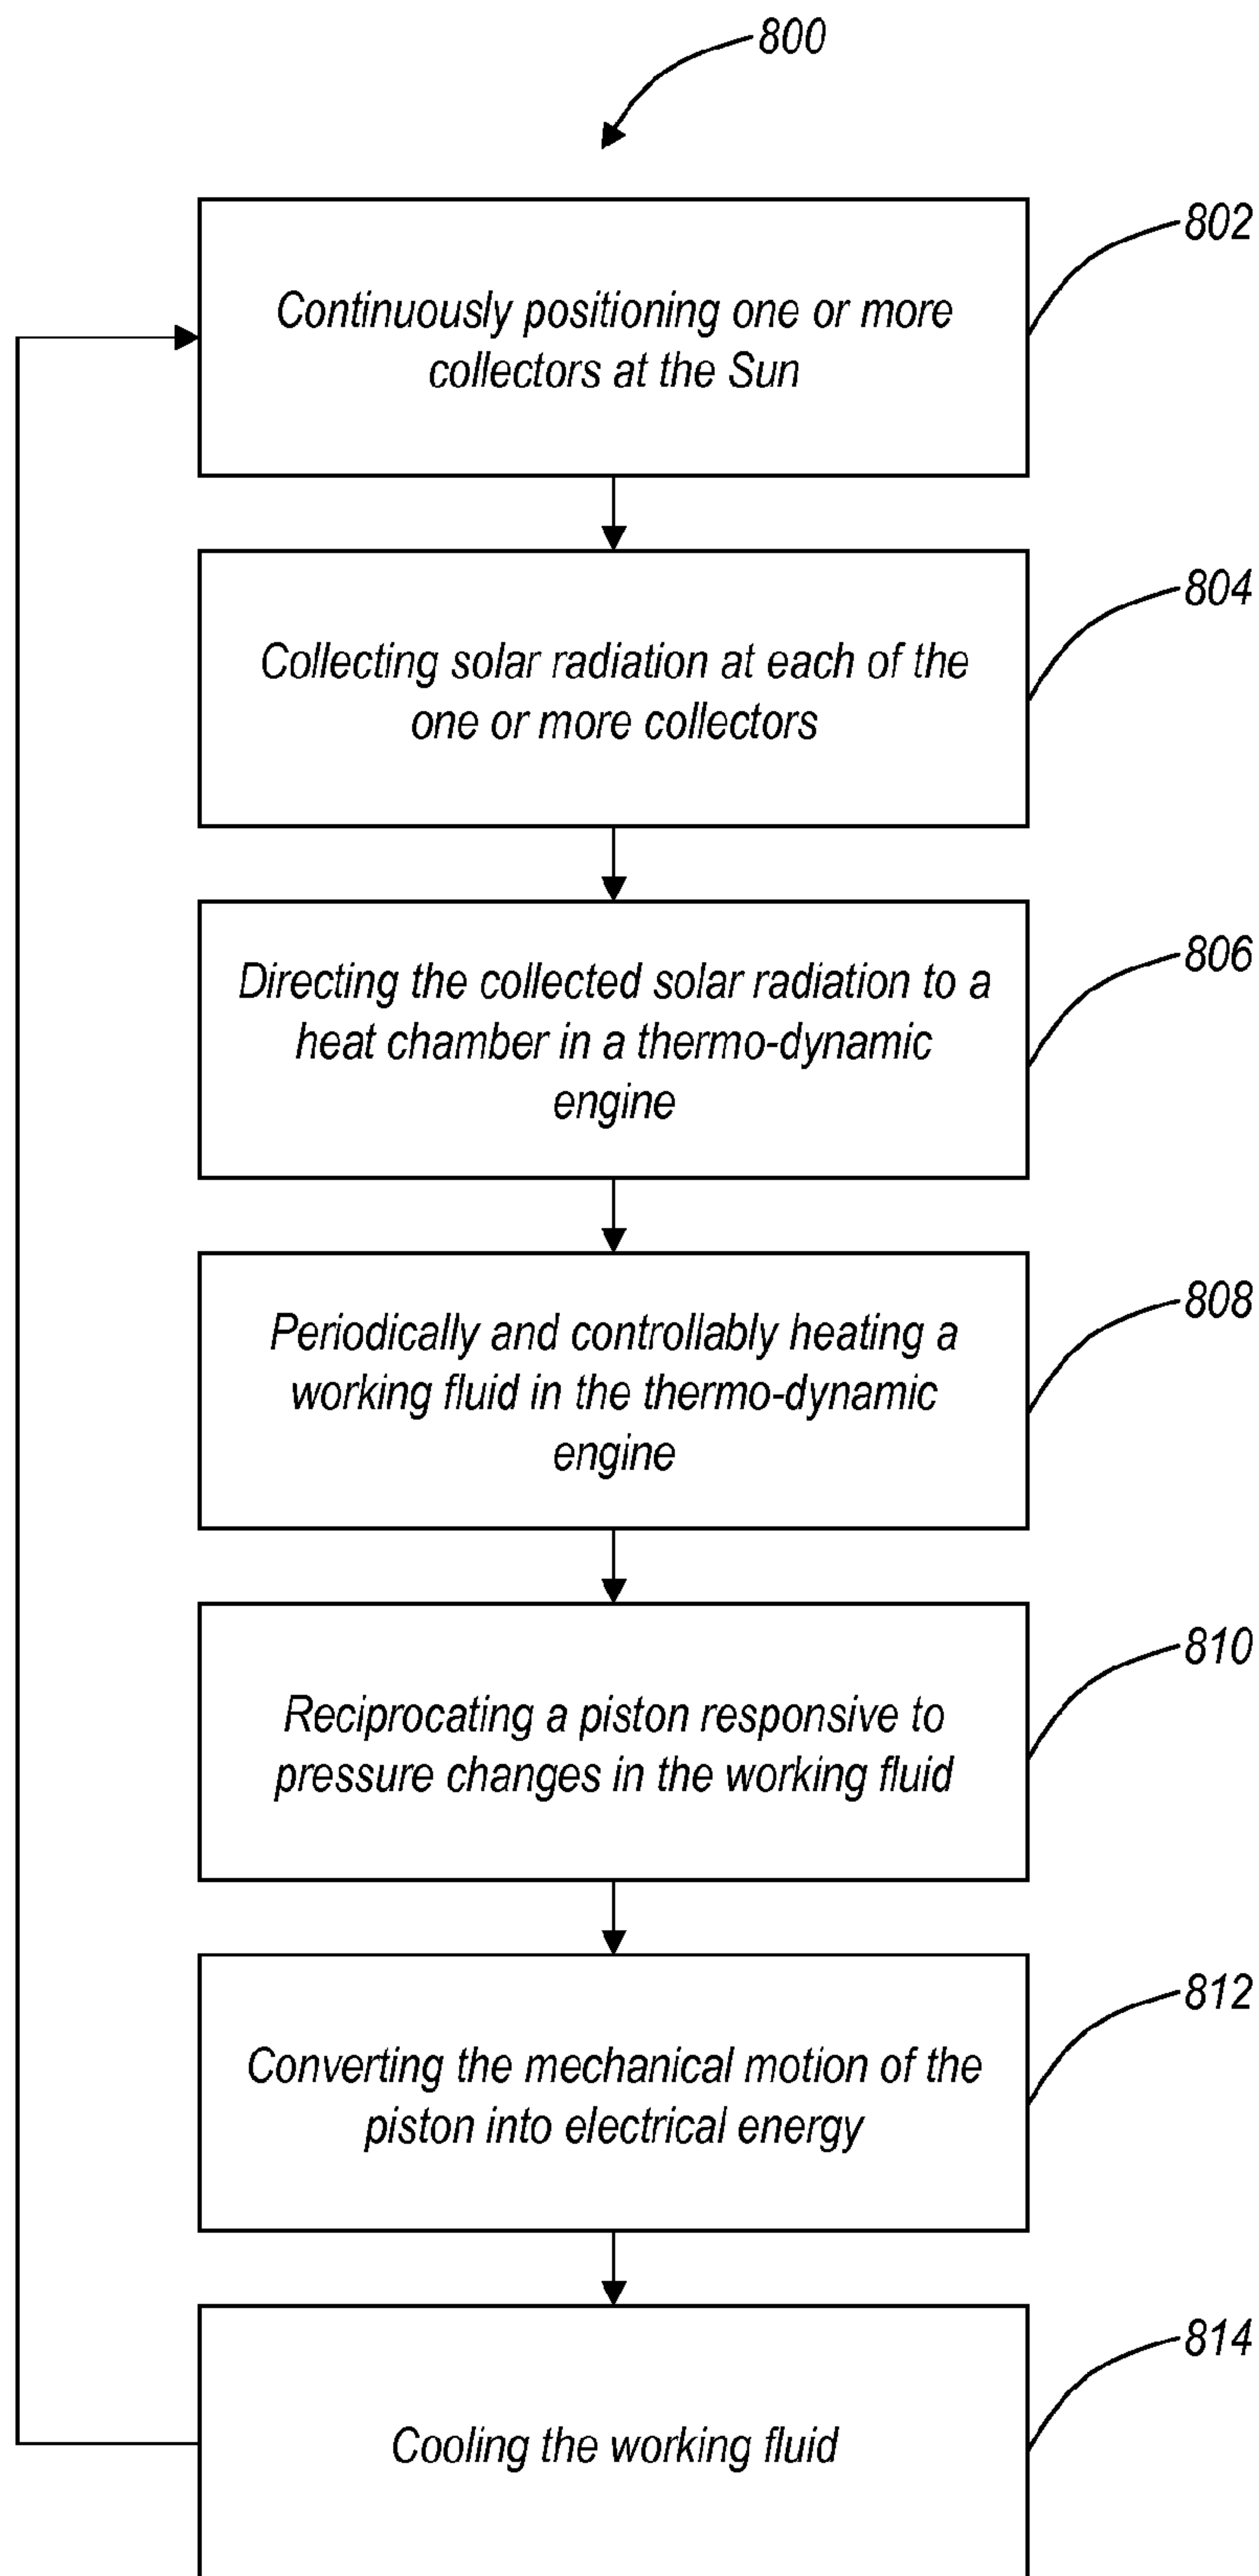 800
802
Continuously positioning one or more
collectors at the Sun
804
Collecting solar radiation at each of the
one or more collectors
806
Directing the collected solar radiation to a
heat chamber in a thermo-dynamic
engine
808
Periodically and controllably heating a
working fluid in the thermo-dynamic
engine
810
Reciprocating a piston responsive to
pressure changes in the working fluid
812
Converting the mechanical motion of the
piston into electrical energy
814
Cooling the working fluid